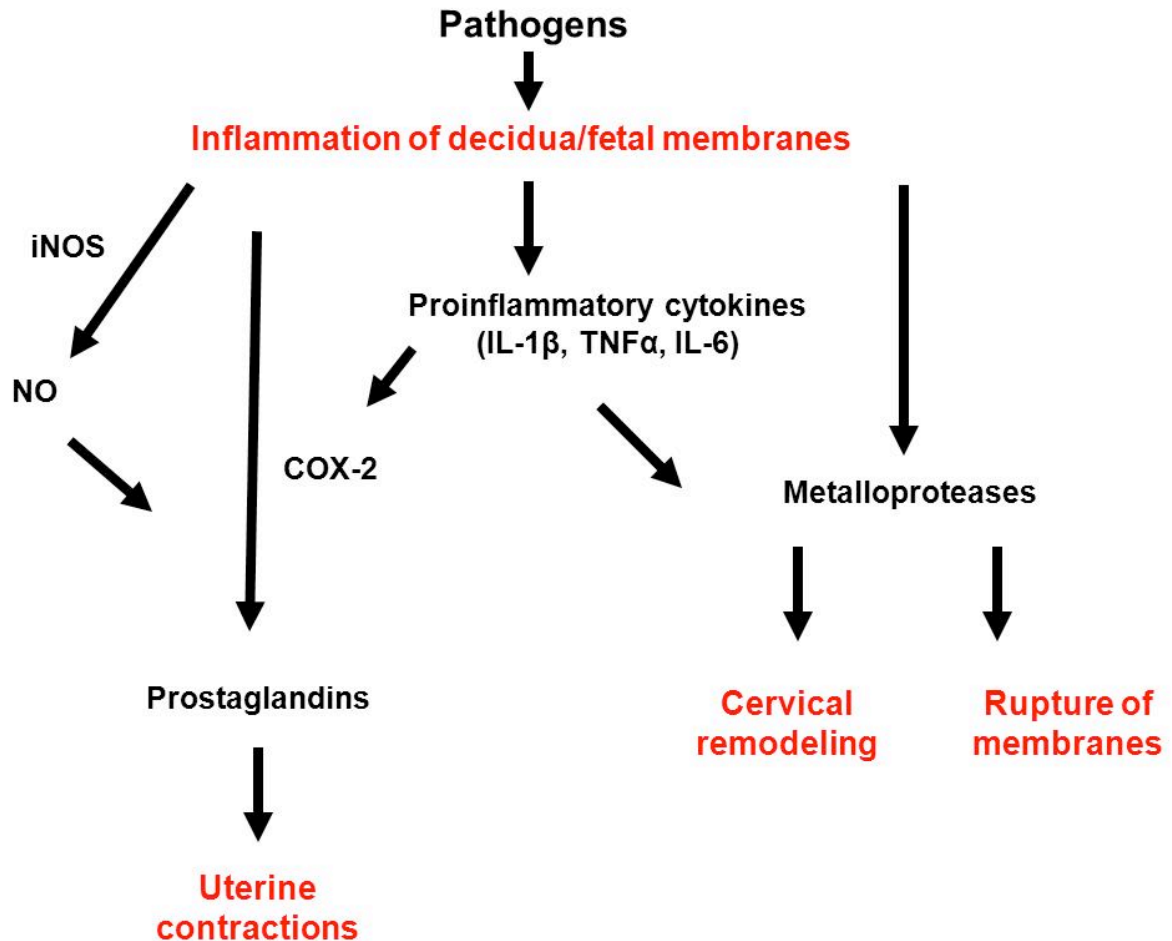 Pathogens
Inflammation of decidua/fetal membranes
iNOS
Proinflammatory cytokines
(IL-1β, TNFα, IL-6)
NO
COX-2
Metalloproteases
Prostaglandins
Cervical
remodeling
Rupture of
membranes
Uterine
contractions